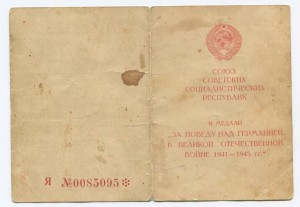 Я №0085095
СОЮЗ
СОВЕТСКИХ
СОЦИАЛИСТИЧЕСКИХ
РЕСПУБЛИК
К МЕДАЛИ
„ЗА ПОБЕДУ НАД ГЕРМАНИЕЙ
В ВЕЛИКОЙ ОТЕЧЕСТВЕННОЙ
ВОЙНЕ 1941—1945 гг."